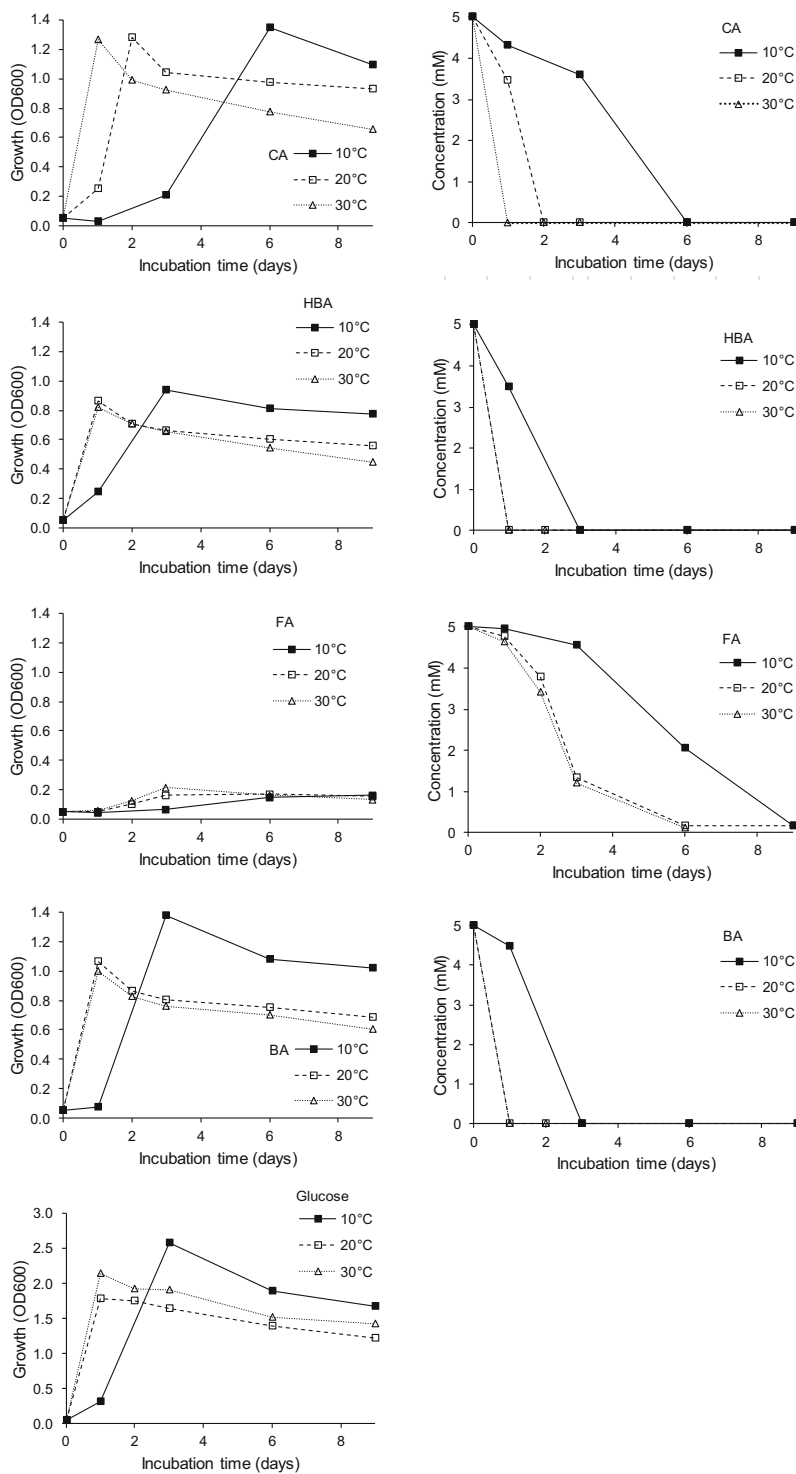 Growth (OD600)
1.4
1.2
1.0
0.8
0.6
0.4
0.2
0.0
CA
10°C
20°C
30°C
0 2 4 6 8
Incubation time (days)
Concentration (mM)
5
4
3
2
1
0
CA
10°C
20°C
30°C
0 2 4 6 8
Incubation time (days)
HBA
10°C
20°C
30°C
Growth (OD600)
1.4
1.2
1.0
0.8
0.6
0.4
0.2
0.0
0 2 4 6 8
Incubation time (days)
HBA
10°C
20°C
30°C
Concentration (mM)
5
4
3
2
1
0
0 2 4 6 8
Incubation time (days)
FA
10°C
20°C
30°C
Growth (OD600)
1.4
1.2
1.0
0.8
0.6
0.4
0.2
0.0
0 2 4 6 8
Incubation time (days)
FA
10°C
20°C
30°C
Concentration (mM)
5
4
3
2
1
0
0 2 4 6 8
Incubation time (days)
Growth (OD600)
1.4
1.2
1.0
0.8
0.6
0.4
0.2
0.0
BA
10°C
20°C
30°C
0 2 4 6 8
Incubation time (days)
BA
10°C
20°C
30°C
Concentration (mM)
5
4
3
2
1
0
0 2 4 6 8
Incubation time (days)
Glucose
10°C
20°C
30°C
Growth (OD600)
3.0
2.5
2.0
1.5
1.0
0.5
0.0
0 2 4 6 8
Incubation time (days)